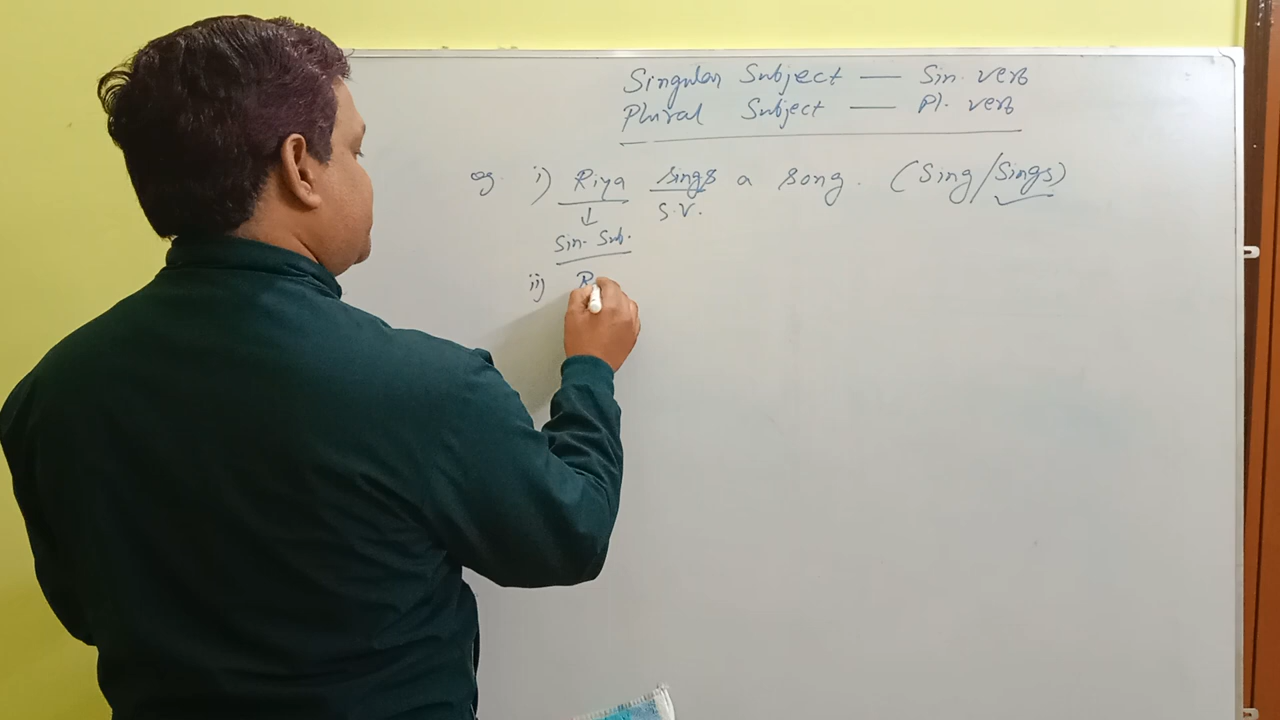 Singular Subject — Sin. verb
Plural Subject — Pl. verb
eg. i) Riya sings a song. (Sing/Sings)
↓ S.V.
Sin. Sub.
ii) R